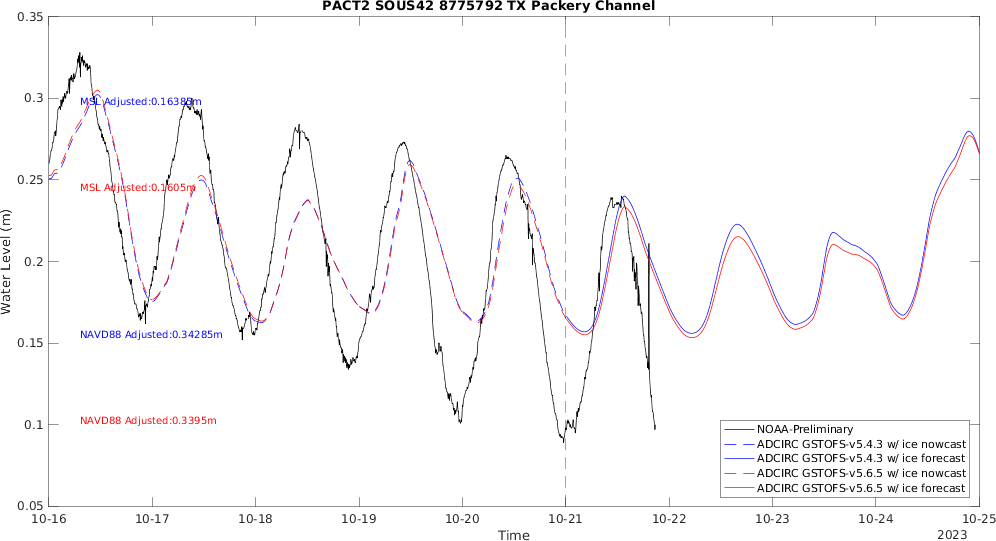 PACT2 SOUS42 8775792 TX Packery Channel
Water Level (m)
0.35
0.3
0.25
0.2
0.15
0.1
0.05
MSL Adjusted:0.16385m
MSL Adjusted:0.1605m
NAVD88 Adjusted:0.34285m
NAVD88 Adjusted:0.3395m
NOAA-Preliminary
ADCIRC GSTOFS-v5.4.3 w/ ice nowcast
ADCIRC GSTOFS-v5.4.3 w/ ice forecast
ADCIRC GSTOFS-v5.6.5 w/ ice nowcast
ADCIRC GSTOFS-v5.6.5 w/ ice forecast
10-16 10-17 10-18 10-19 10-20 10-21 10-22 10-23 10-24 10-25
Time
2023